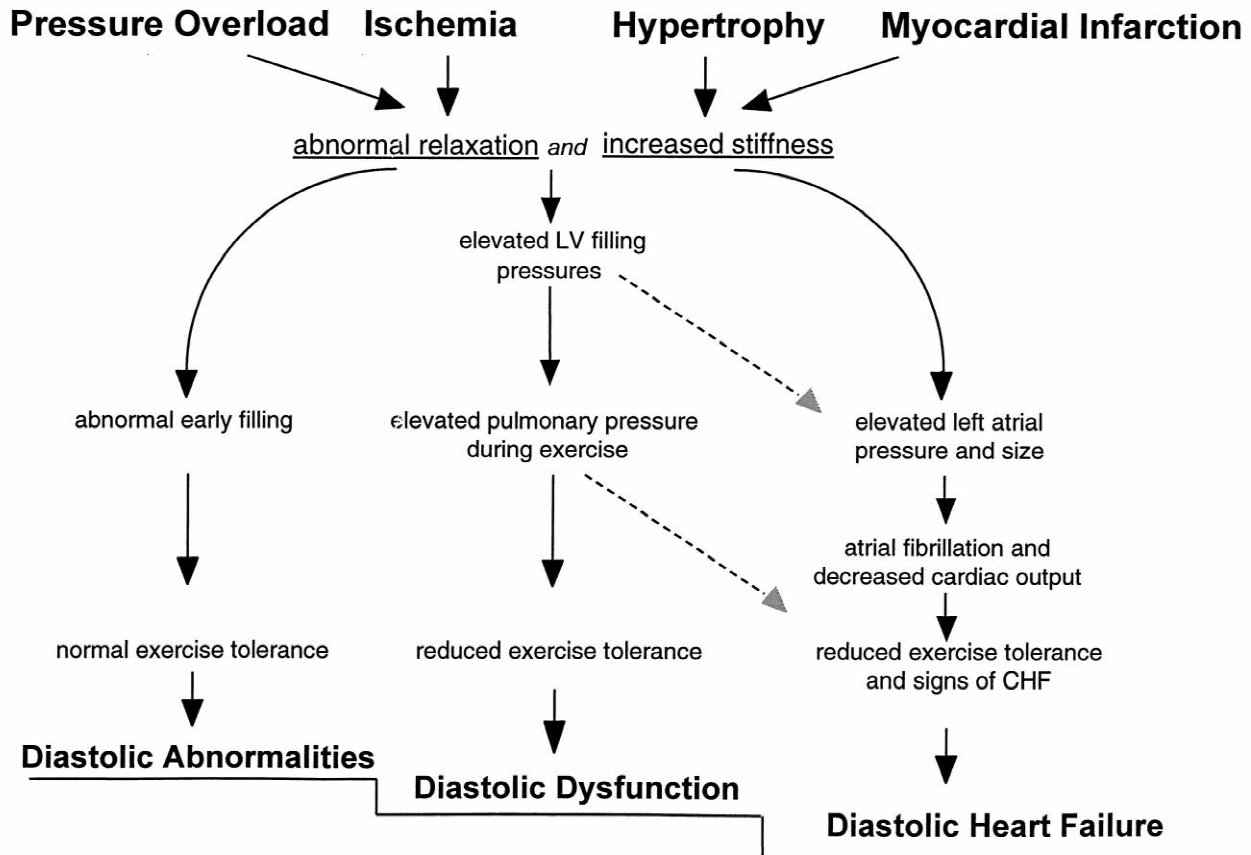 Pressure Overload Ischemia Hypertrophy Myocardial Infarction
abnormal relaxation and increased stiffness
elevated LV filling
pressures
abnormal early filling
elevated pulmonary pressure
during exercise
elevated left atrial
pressure and size
atrial fibrillation and
decreased cardiac output
normal exercise tolerance
reduced exercise tolerance
reduced exercise tolerance
and signs of CHF
Diastolic Abnormalities
Diastolic Dysfunction
Diastolic Heart Failure